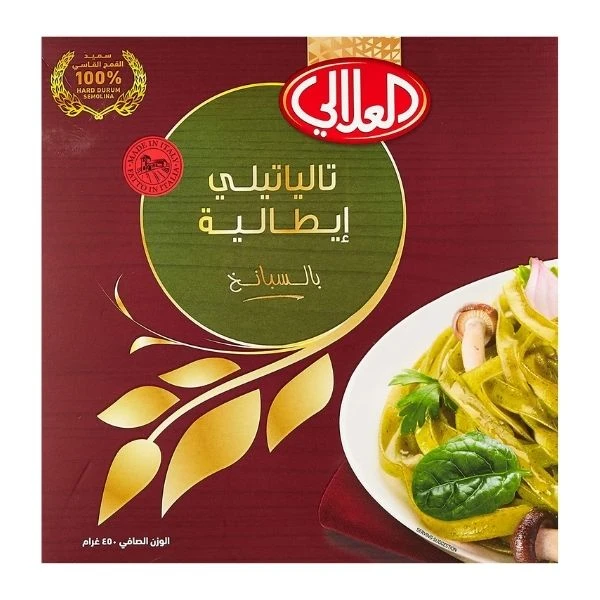 سميد
القمح القاسي
100%
HARD DURUM
SEMOLINA
العلالي
MADE IN ITALY
FATTO IN ITALIA
تالياتيلي
إيطالية
بالسبانخ
SERVING SUGGESTION
الوزن الصافي ٤٥٠ غرام